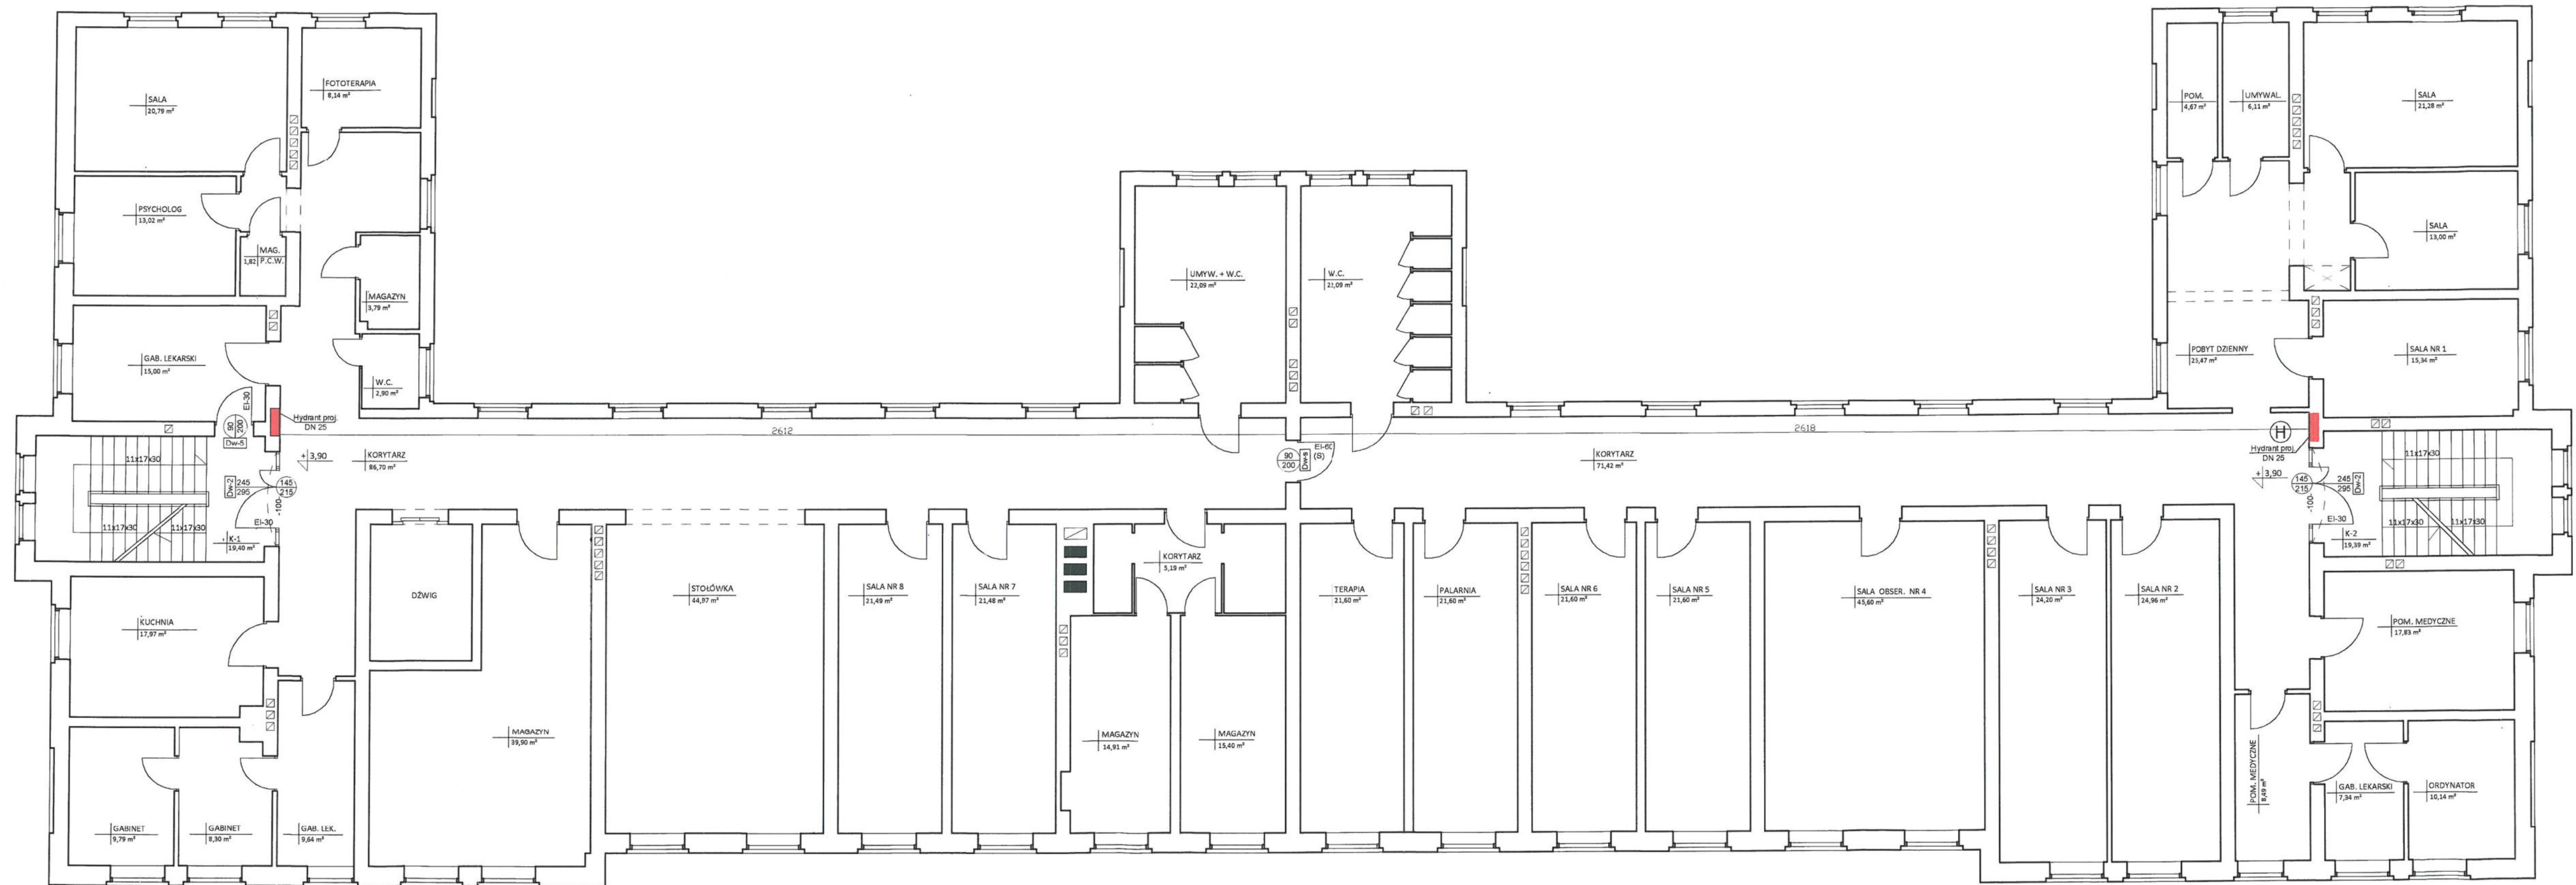 SALA
20,79 m²
FOTOTERAPIA
8,14 m²
PSYCHOLOG
13,02 m²
MAG.
1,82 P.C.W.
MAGAZYN
3,79 m²
GAB. LEKARSKI
15,00 m²
W.C.
2,90 m²
EI-30
90
200
Dw-5
Hydrant proj.
DN 25
11x17x30
+ 3,90
KORYTARZ
86,70 m²
2612
Dw-2
245
295
145
215
-100-
EI-30
11x17x30
11x17x30
K-1
19,40 m²
KUCHNIA
17,97 m²
DŹWIG
GABINET
9,79 m²
GABINET
8,30 m²
GAB. LEK.
9,64 m²
MAGAZYN
39,90 m²
STOŁÓWKA
44,97 m²
SALA NR 8
21,49 m²
SALA NR 7
21,48 m²
KORYTARZ
5,19 m²
MAGAZYN
14,91 m²
MAGAZYN
15,40 m²
UMYW. + W.C.
22,09 m²
W.C.
22,09 m²
90
200
EI-60
(S)
KORYTARZ
71,42 m²
2618
TERAPIA
21,60 m²
PALARNIA
21,60 m²
SALA NR 6
21,60 m²
SALA NR 5
21,60 m²
SALA OBSER. NR 4
45,60 m²
SALA NR 3
24,20 m²
SALA NR 2
24,96 m²
POM.
4,67 m²
UMYWAL.
6,11 m²
SALA
21,28 m²
SALA
13,00 m²
POBYT DZIENNY
25,47 m²
SALA NR 1
15,34 m²
H
Hydrant proj.
DN 25
+ 3,90
145
215
245
295
Dw-2
-100-
EI-30
11x17x30
11x17x30
11x17x30
K-2
19,39 m²
POM. MEDYCZNE
17,83 m²
POM. MEDYCZNE
8,49 m²
GAB. LEKARSKI
7,34 m²
ORDYNATOR
10,14 m²